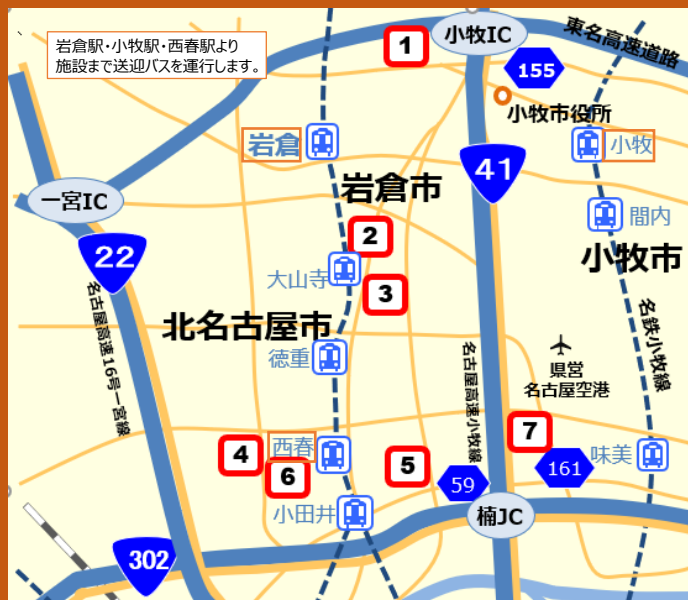 岩倉駅・小牧駅・西春駅より
施設まで送迎バスを運行します。
1
小牧IC
東名高速道路
155
小牧市役所
岩倉
小牧
41
岩倉市
一宮IC
間内
2
22
小牧市
大山寺
3
名古屋高速16号一宮線
北名古屋市
名鉄小牧線
徳重
名古屋高速小牧線
県営
名古屋空港
7
西春
4
6
5
味美
161
59
小田井
楠JC
302